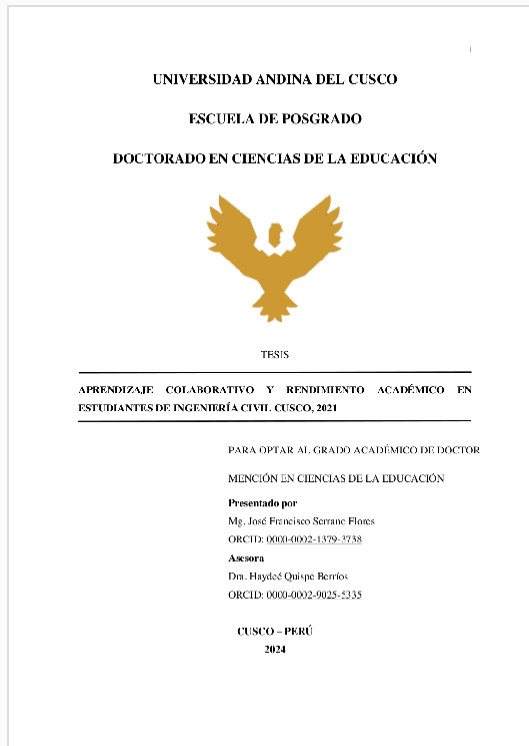 UNIVERSIDAD ANDINA DEL CUSCO
ESCUELA DE POSGRADO
DOCTORADO EN CIENCIAS DE LA EDUCACIÓN
TESIS
APRENDIZAJE COLABORATIVO Y RENDIMIENTO ACADÉMICO EN
ESTUDIANTES DE INGENIERÍA CIVIL CUSCO, 2021
PARA OPTAR AL GRADO ACADÉMICO DE DOCTOR
MENCIÓN EN CIENCIAS DE LA EDUCACIÓN
Presentado por
Mg. José Francisco Serrano Flores
ORCID: 0000-0002-1379-3738
Asesora
Dra. Haydeé Quispe Berríos
ORCID: 0000-0002-9025-5335
CUSCO – PERÚ
2024